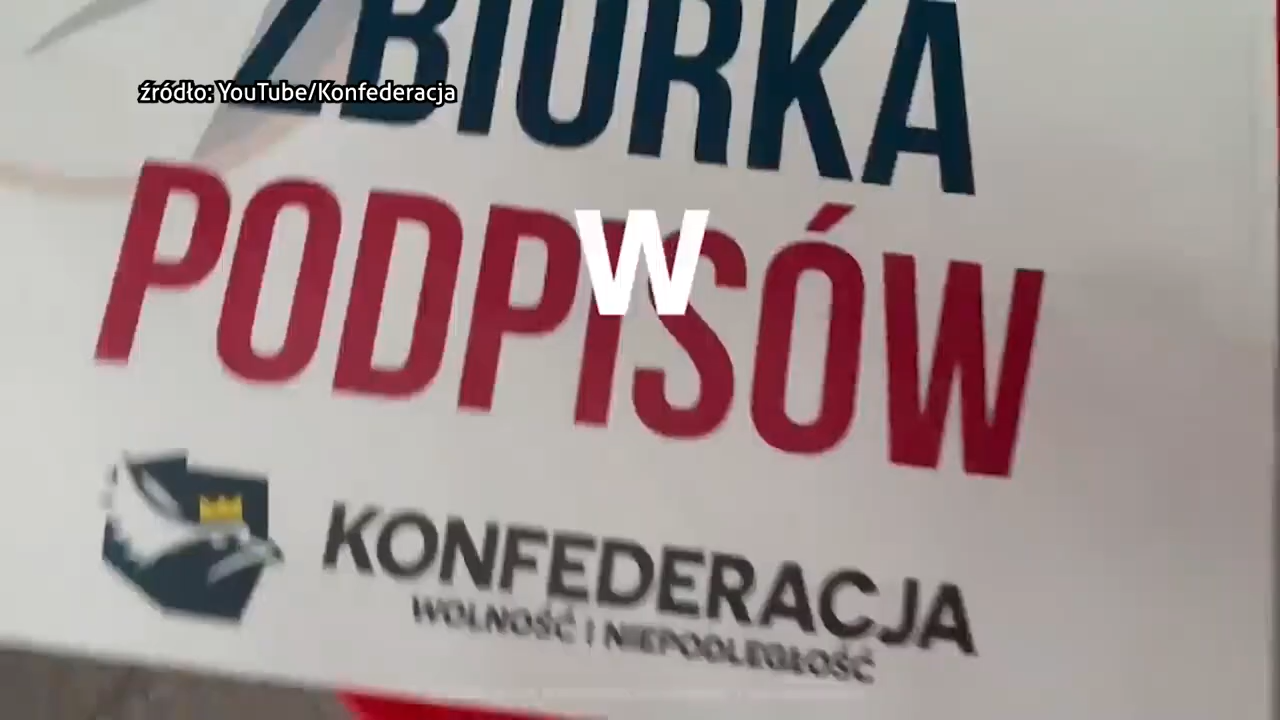 ZBIÓRKA
źródło: YouTube/Konfederacja
PODPISÓW
W
KONFEDERACJA
WOLNOŚĆ I NIEPODLEGŁOŚĆ